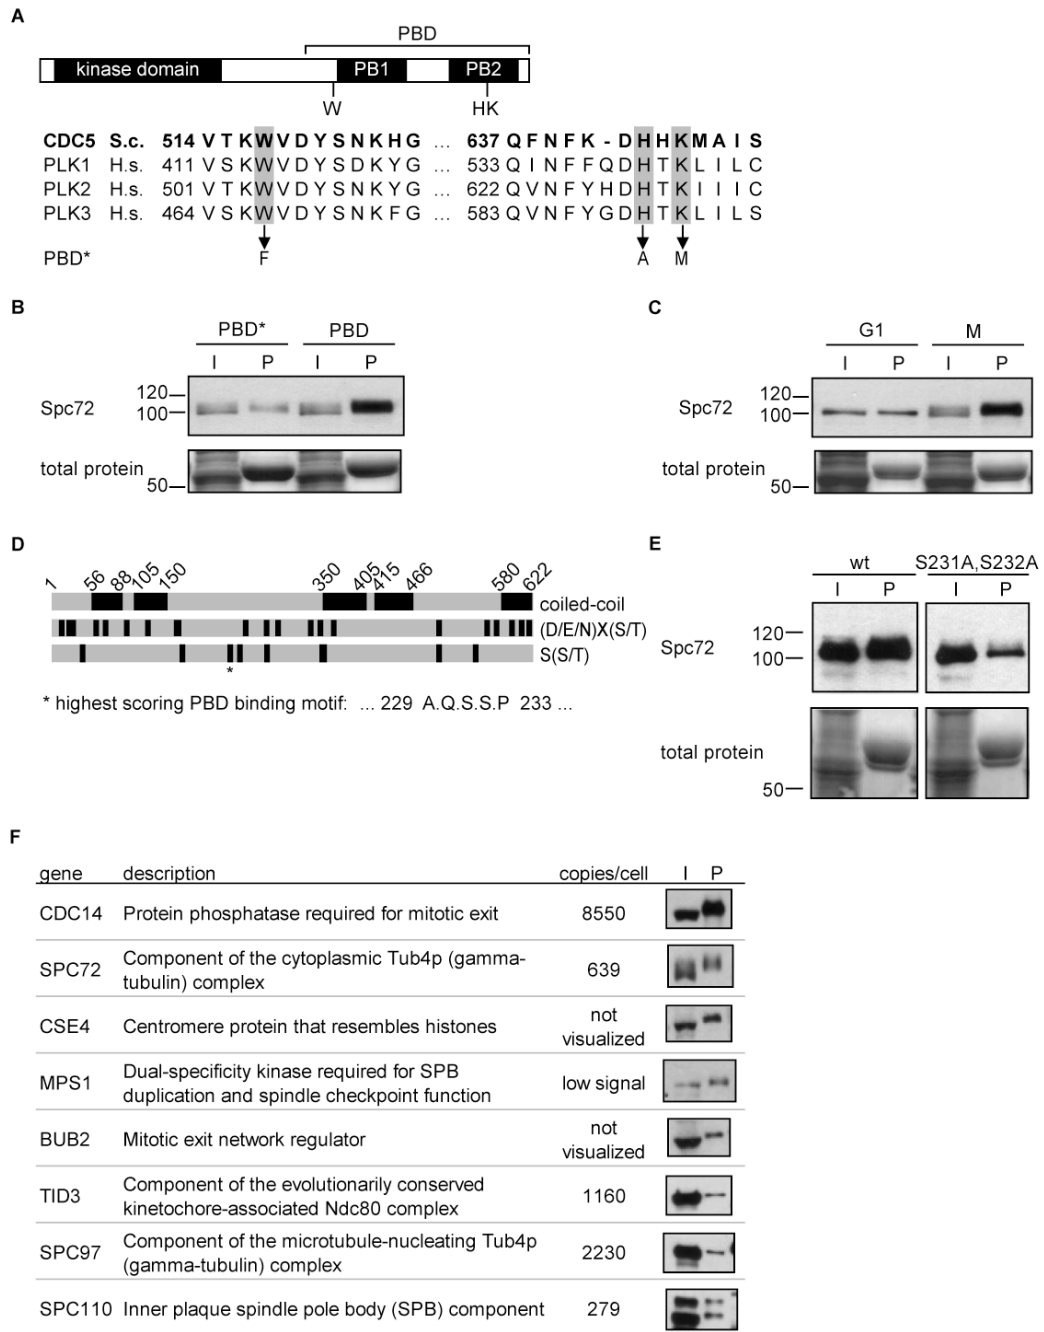 A
PBD
kinase domain PB1 PB2
W HK
CDC5 S.c. 514 V T K W V D Y S N K H G ... 637 Q F N F K - D H H K M A I S
PLK1 H.s. 411 V S K W V D Y S D K Y G ... 533 Q I N F F Q D H T K L I L C
PLK2 H.s. 501 V T K W V D Y S N K Y G ... 622 Q V N F Y H D H T K I I I C
PLK3 H.s. 464 V S K W V D Y S N K F G ... 583 Q V N F Y G D H T K L I L S
PBD* F A M
B
PBD* PBD
I P I P
Spc72 120 100
total protein 50
C
G1 M
I P I P
Spc72 120 100
total protein 50
D
1 56 88 105 150 350 405 415 466 580 622
coiled-coil
(D/E/N)X(S/T)
S(S/T)
*
* highest scoring PBD binding motif: ... 229 A.Q.S.S.P 233 ...
E
wt S231A,S232A
I P I P
Spc72 120 100
total protein
50
F
gene description copies/cell I P
CDC14 Protein phosphatase required for mitotic exit 8550
SPC72 Component of the cytoplasmic Tub4p (gamma-
tubulin) complex 639
CSE4 Centromere protein that resembles histones not
visualized
MPS1 Dual-specificity kinase required for SPB
duplication and spindle checkpoint function low signal
BUB2 Mitotic exit network regulator not
visualized
TID3 Component of the evolutionarily conserved
kinetochore-associated Ndc80 complex 1160
SPC97 Component of the microtubule-nucleating Tub4p
(gamma-tubulin) complex 2230
SPC110 Inner plaque spindle pole body (SPB) component 279